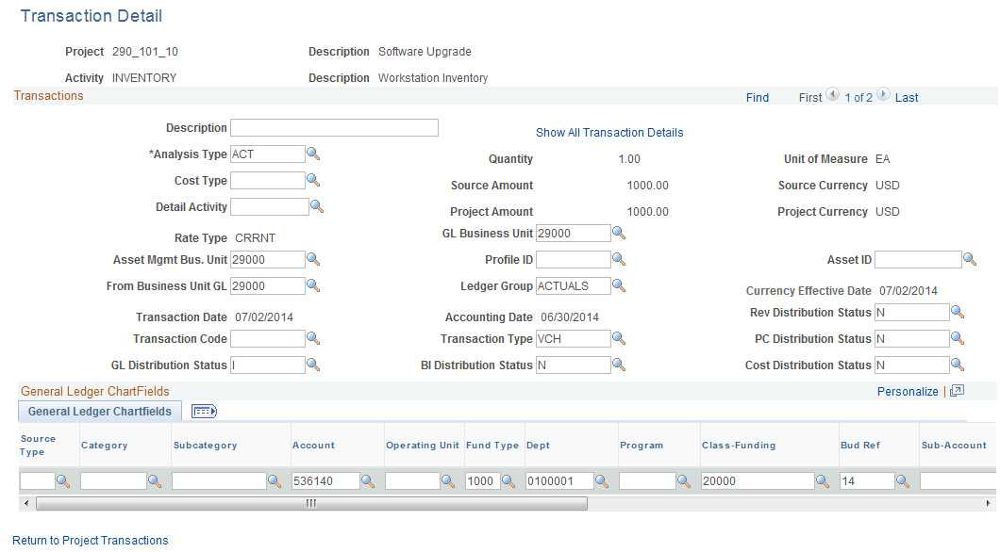 Transaction Detail
Project 290_101_10 Description Software Upgrade
Activity INVENTORY Description Workstation Inventory
Transactions Find First 1 of 2 Last
Description Show All Transaction Details
*Analysis Type ACT Quantity 1.00 Unit of Measure EA
Cost Type Source Amount 1000.00 Source Currency USD
Detail Activity Project Amount 1000.00 Project Currency USD
Rate Type CRRNT GL Business Unit 29000
Asset Mgmt Bus. Unit 29000 Profile ID Asset ID
From Business Unit GL 29000 Ledger Group ACTUALS Currency Effective Date 07/02/2014
Transaction Date 07/02/2014 Accounting Date 06/30/2014 Rev Distribution Status N
Transaction Code Transaction Type VCH PC Distribution Status N
GL Distribution Status I BI Distribution Status N Cost Distribution Status N
General Ledger ChartFields Personalize |
General Ledger Chartfields
Source Type Category Subcategory Account Operating Unit Fund Type Dept Program Class-Funding Bud Ref Sub-Account
536140 1000 0100001 20000 14
Return to Project Transactions